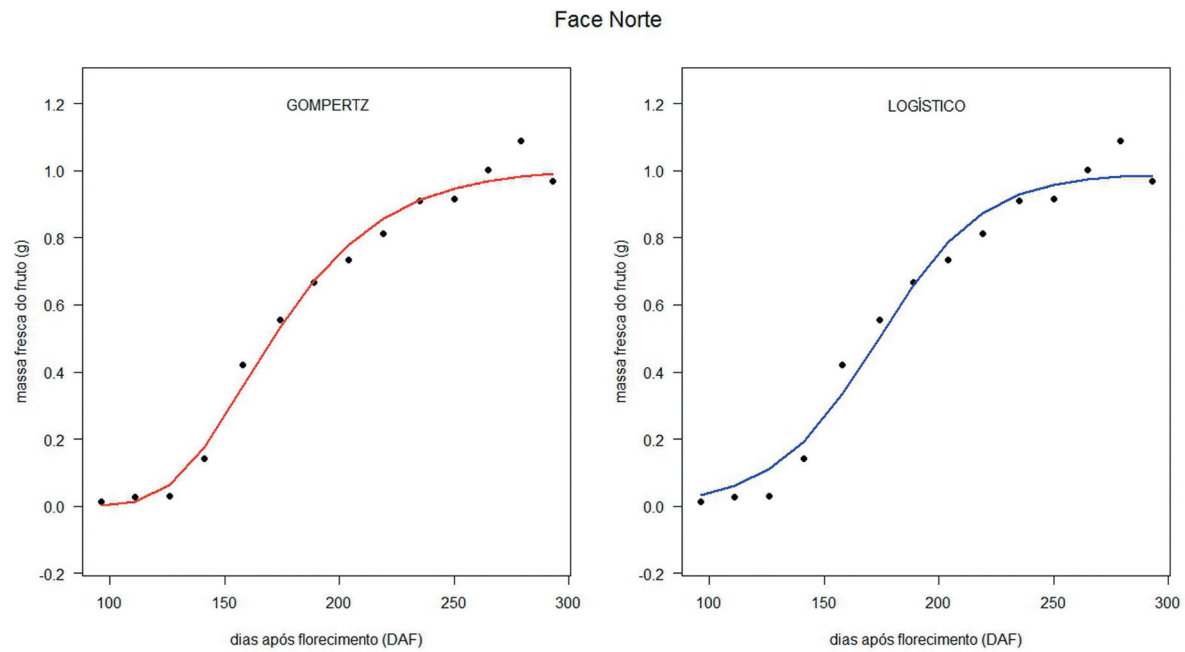 Face Norte
GOMPERTZ
1.2
1.0
0.8
0.6
0.4
0.2
0.0
-0.2
massa fresca do fruto (g)
100 150 200 250 300
dias após florecimento (DAF)
LOGÍSTICO
1.2
1.0
0.8
0.6
0.4
0.2
0.0
-0.2
massa fresca do fruto (g)
100 150 200 250 300
dias após florecimento (DAF)